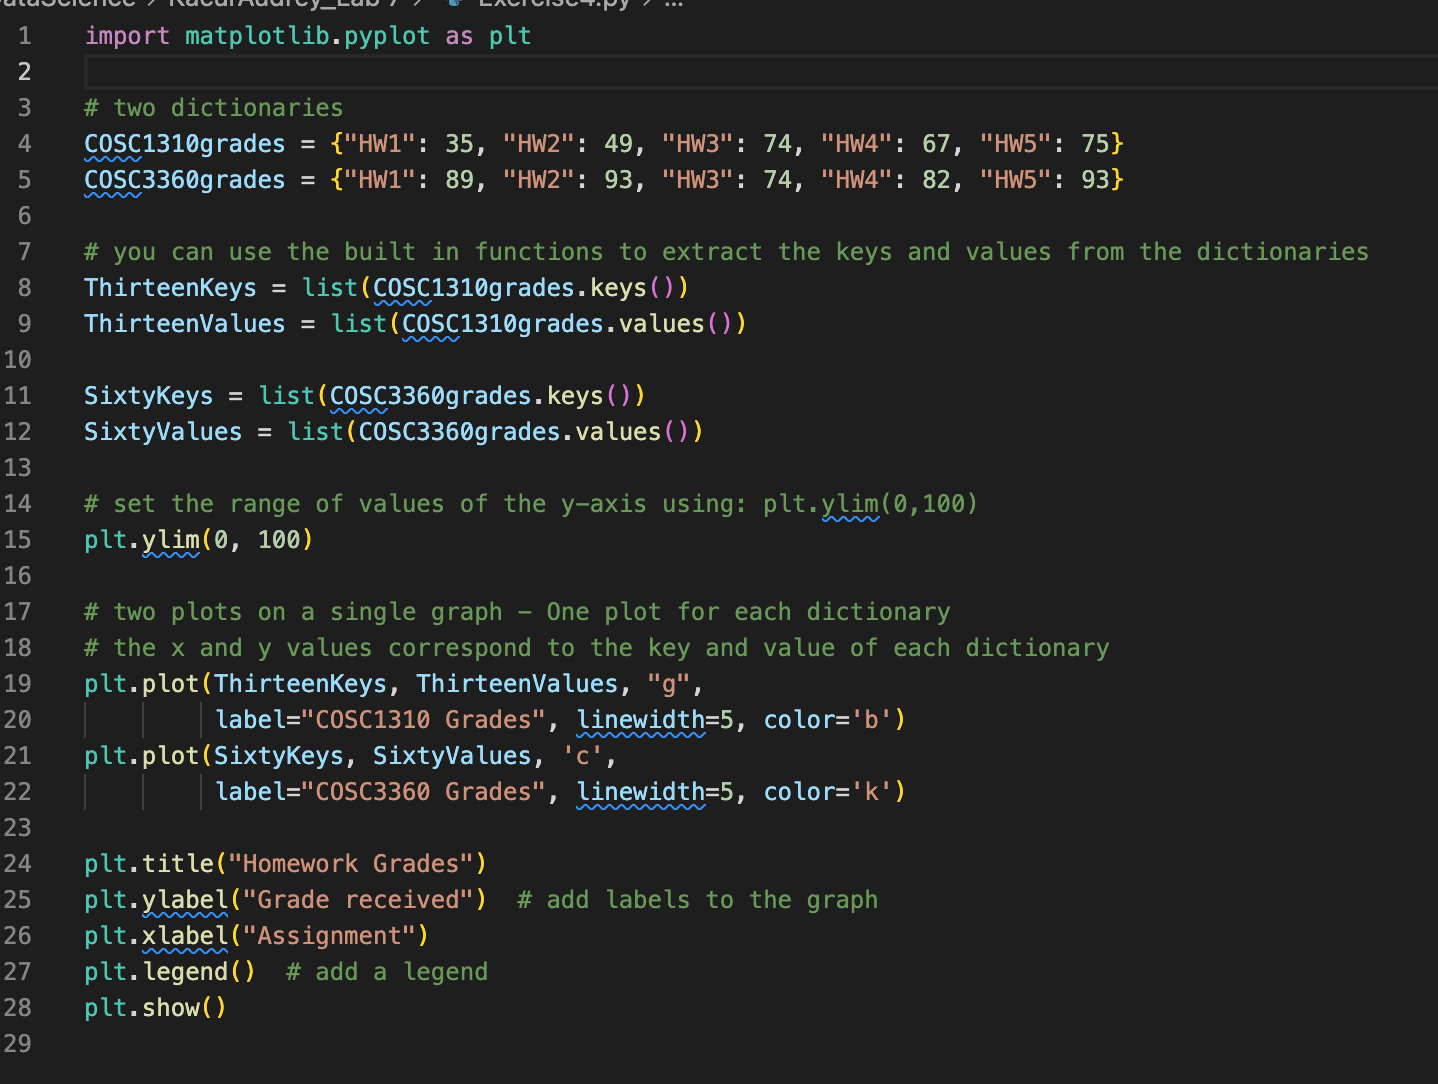 DataScience > KacurAudrey_Lab 7 > Exercise4.py > ...
1 import matplotlib.pyplot as plt
2
3 # two dictionaries
4 COSC1310grades = {"HW1": 35, "HW2": 49, "HW3": 74, "HW4": 67, "HW5": 75}
5 COSC3360grades = {"HW1": 89, "HW2": 93, "HW3": 74, "HW4": 82, "HW5": 93}
6
7 # you can use the built in functions to extract the keys and values from the dictionaries
8 ThirteenKeys = list(COSC1310grades.keys())
9 ThirteenValues = list(COSC1310grades.values())
10
11 SixtyKeys = list(COSC3360grades.keys())
12 SixtyValues = list(COSC3360grades.values())
13
14 # set the range of values of the y-axis using: plt.ylim(0,100)
15 plt.ylim(0, 100)
16
17 # two plots on a single graph – One plot for each dictionary
18 # the x and y values correspond to the key and value of each dictionary
19 plt.plot(ThirteenKeys, ThirteenValues, "g",
20 label="COSC1310 Grades", linewidth=5, color='b')
21 plt.plot(SixtyKeys, SixtyValues, 'c',
22 label="COSC3360 Grades", linewidth=5, color='k')
23
24 plt.title("Homework Grades")
25 plt.ylabel("Grade received") # add labels to the graph
26 plt.xlabel("Assignment")
27 plt.legend() # add a legend
28 plt.show()
29